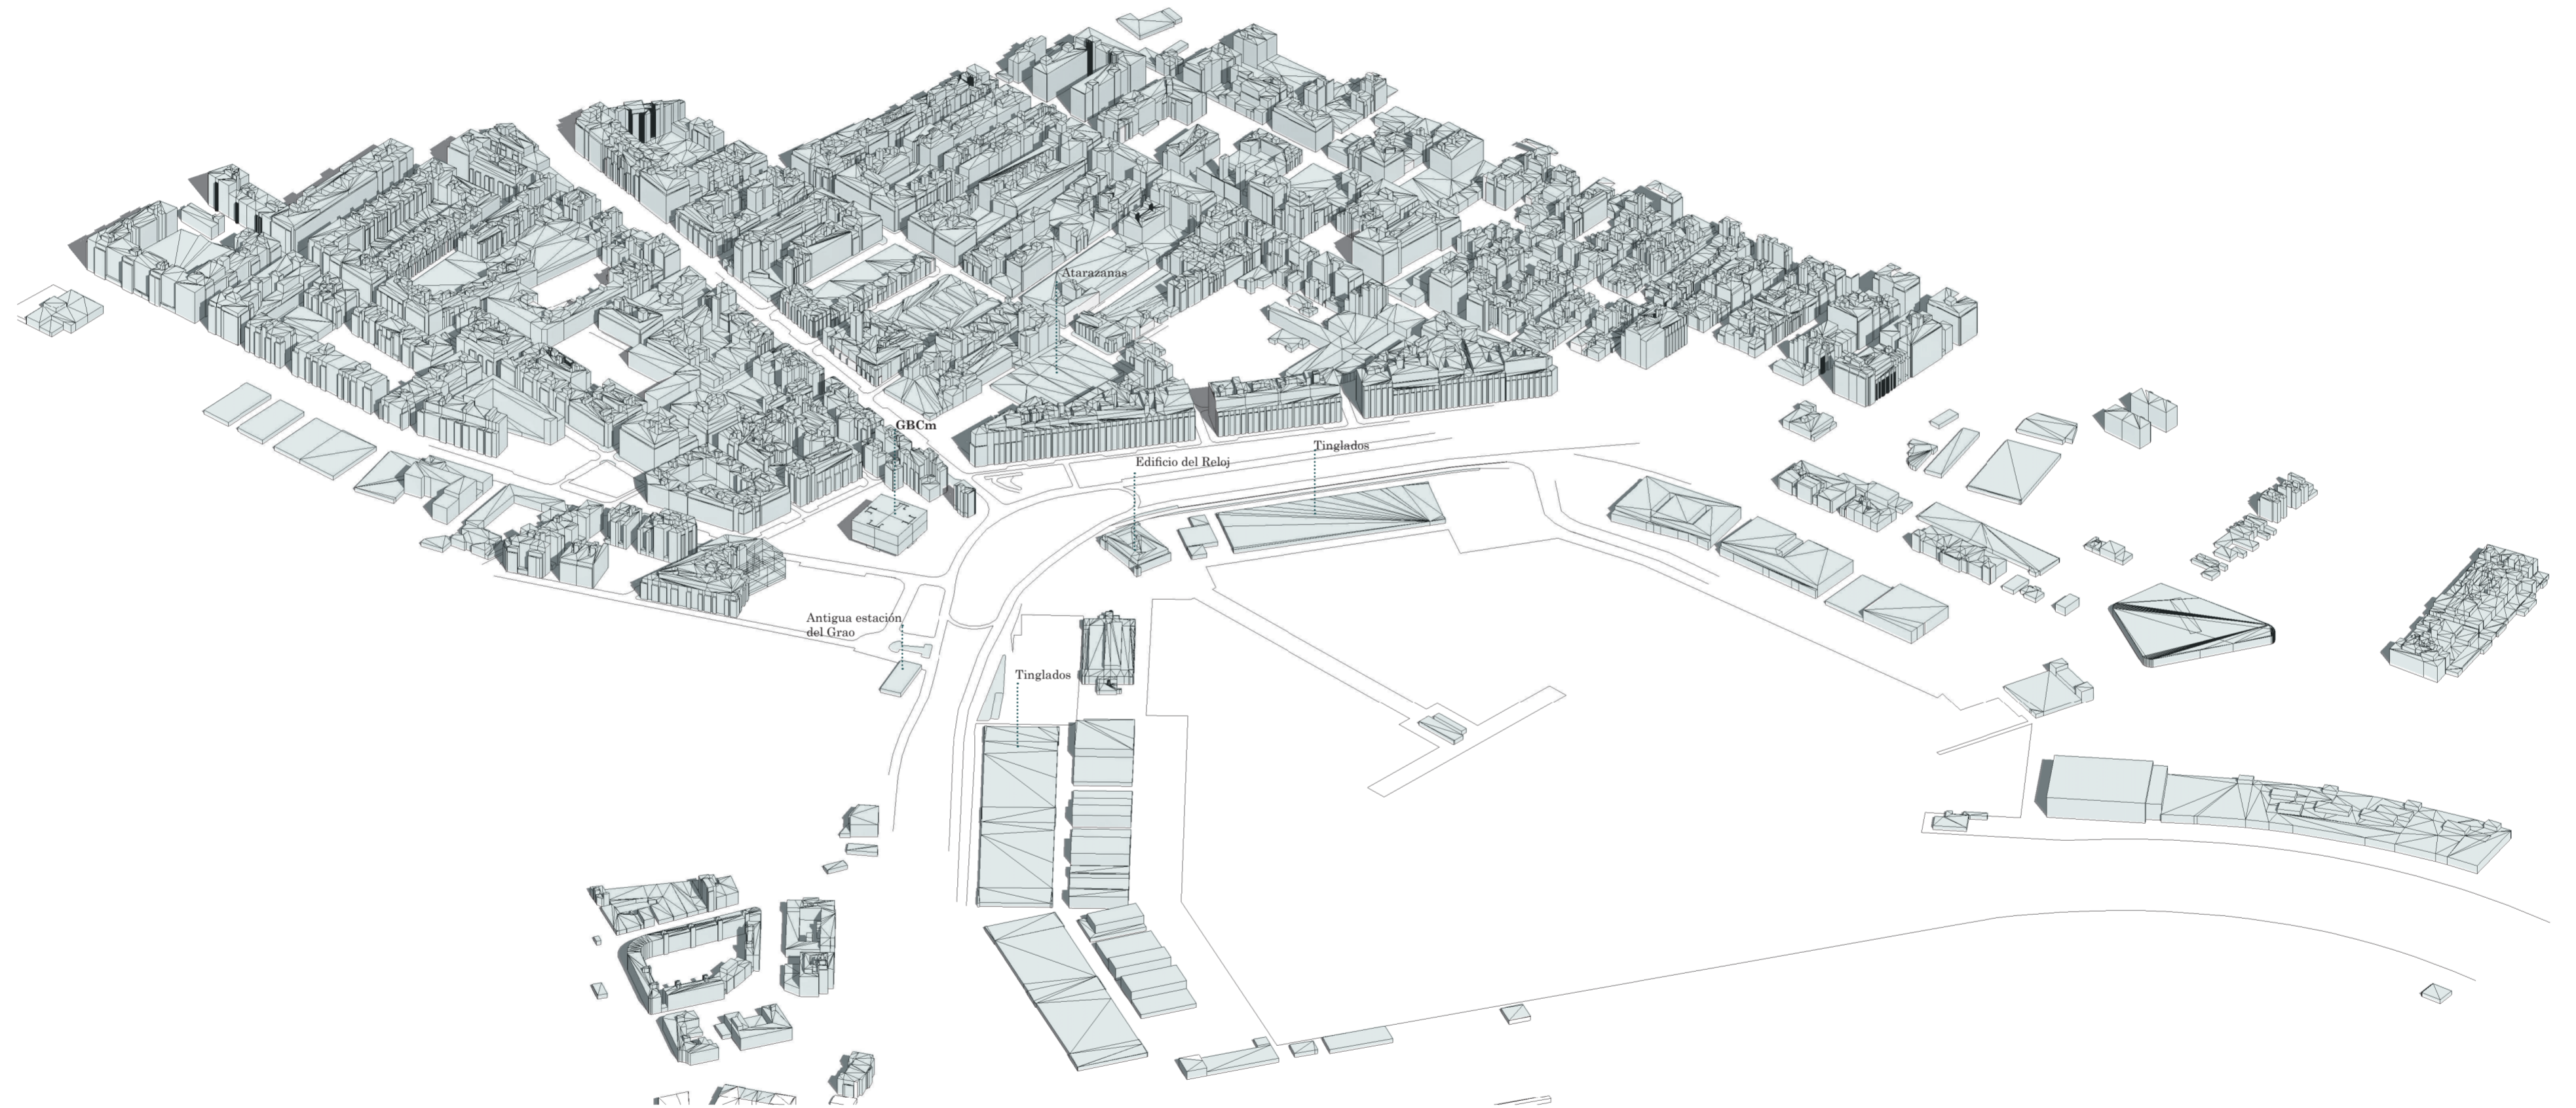 Atarazanas
GBCm
Tinglados
Edificio del Reloj
Antigua estación
del Grao
Tinglados